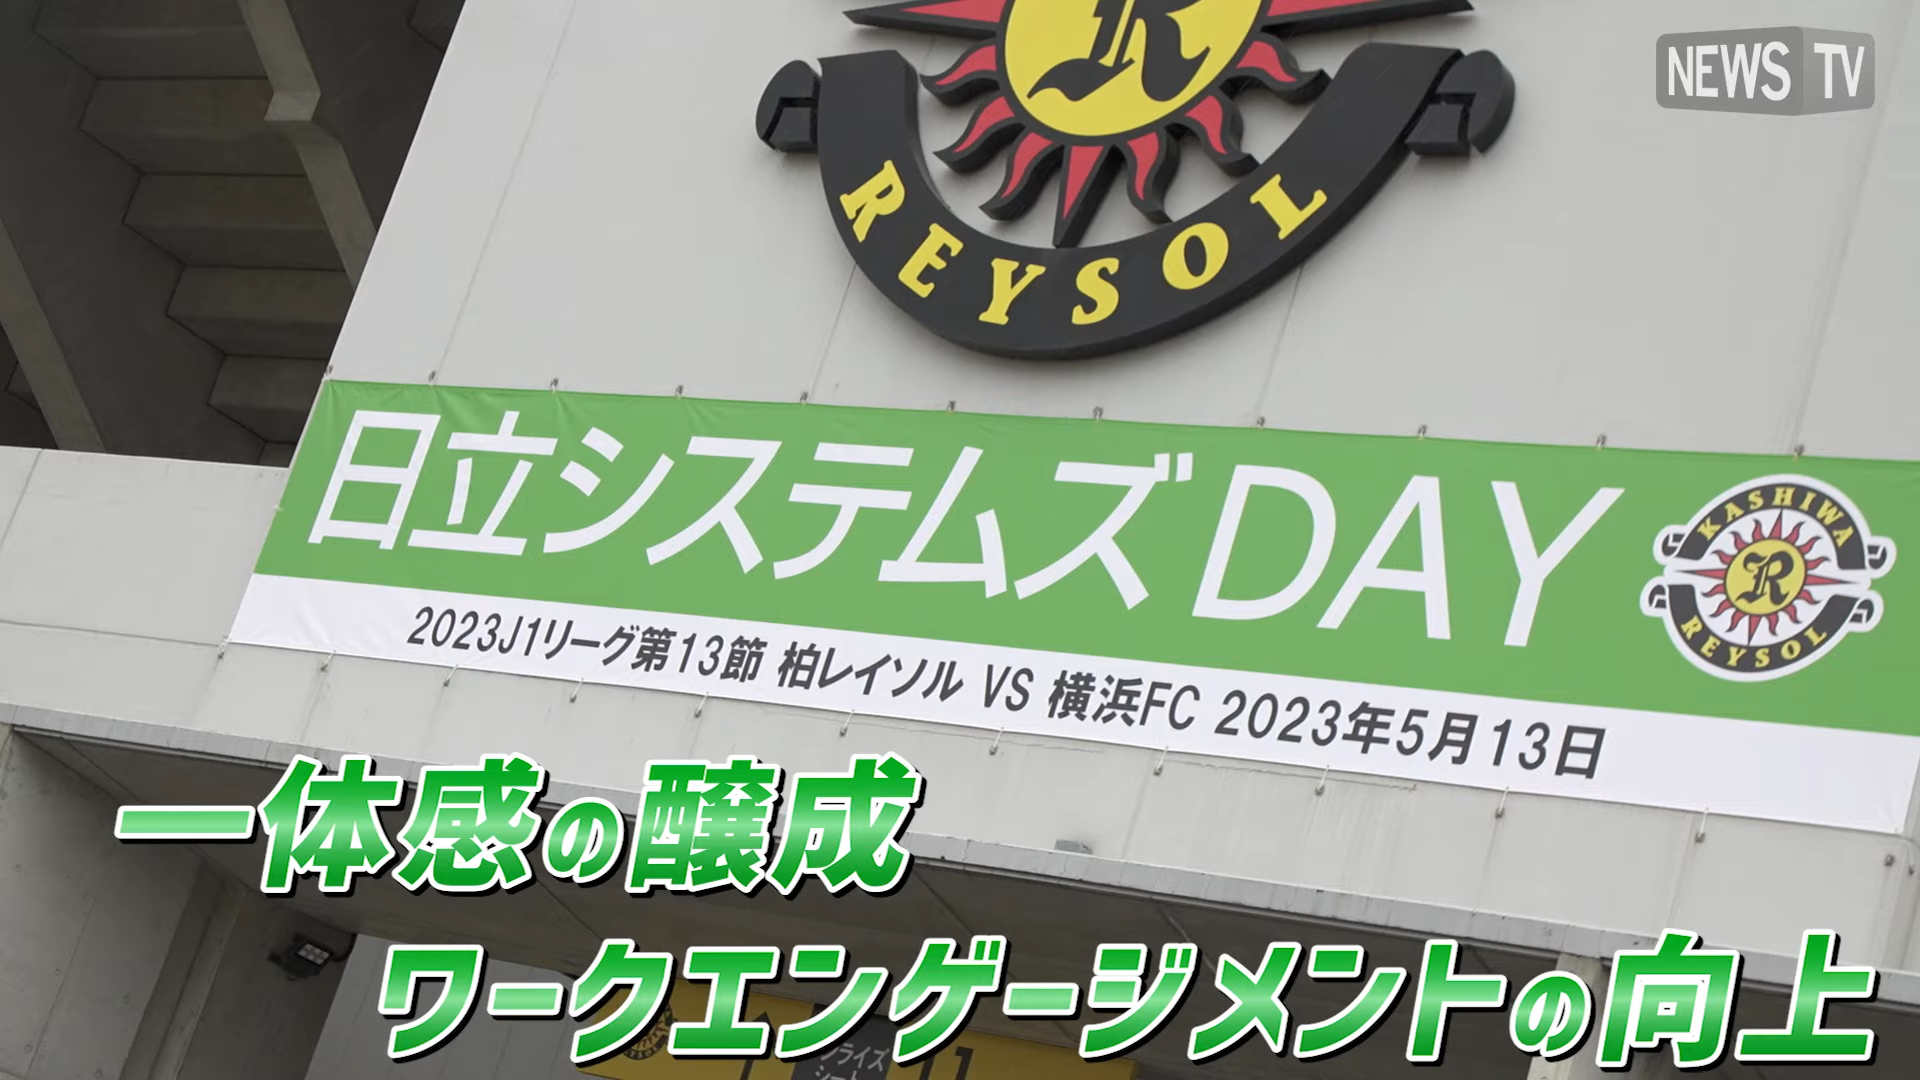 NEWS TV
R
REYSOL
日立システムズDAY
KASHIWA
R
REYSOL
2023J1リーグ第13節 柏レイソル VS 横浜FC 2023年5月13日
一体感の醸成
ワークエンゲージメントの向上